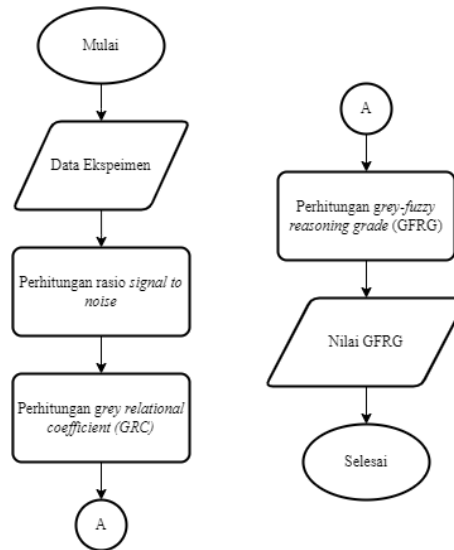 Mulai
Data Ekspeimen
Perhitungan rasio signal to
noise
Perhitungan grey relational
coefficient (GRC)
A
A
Perhitungan grey-fuzzy
reasoning grade (GFRG)
Nilai GFRG
Selesai